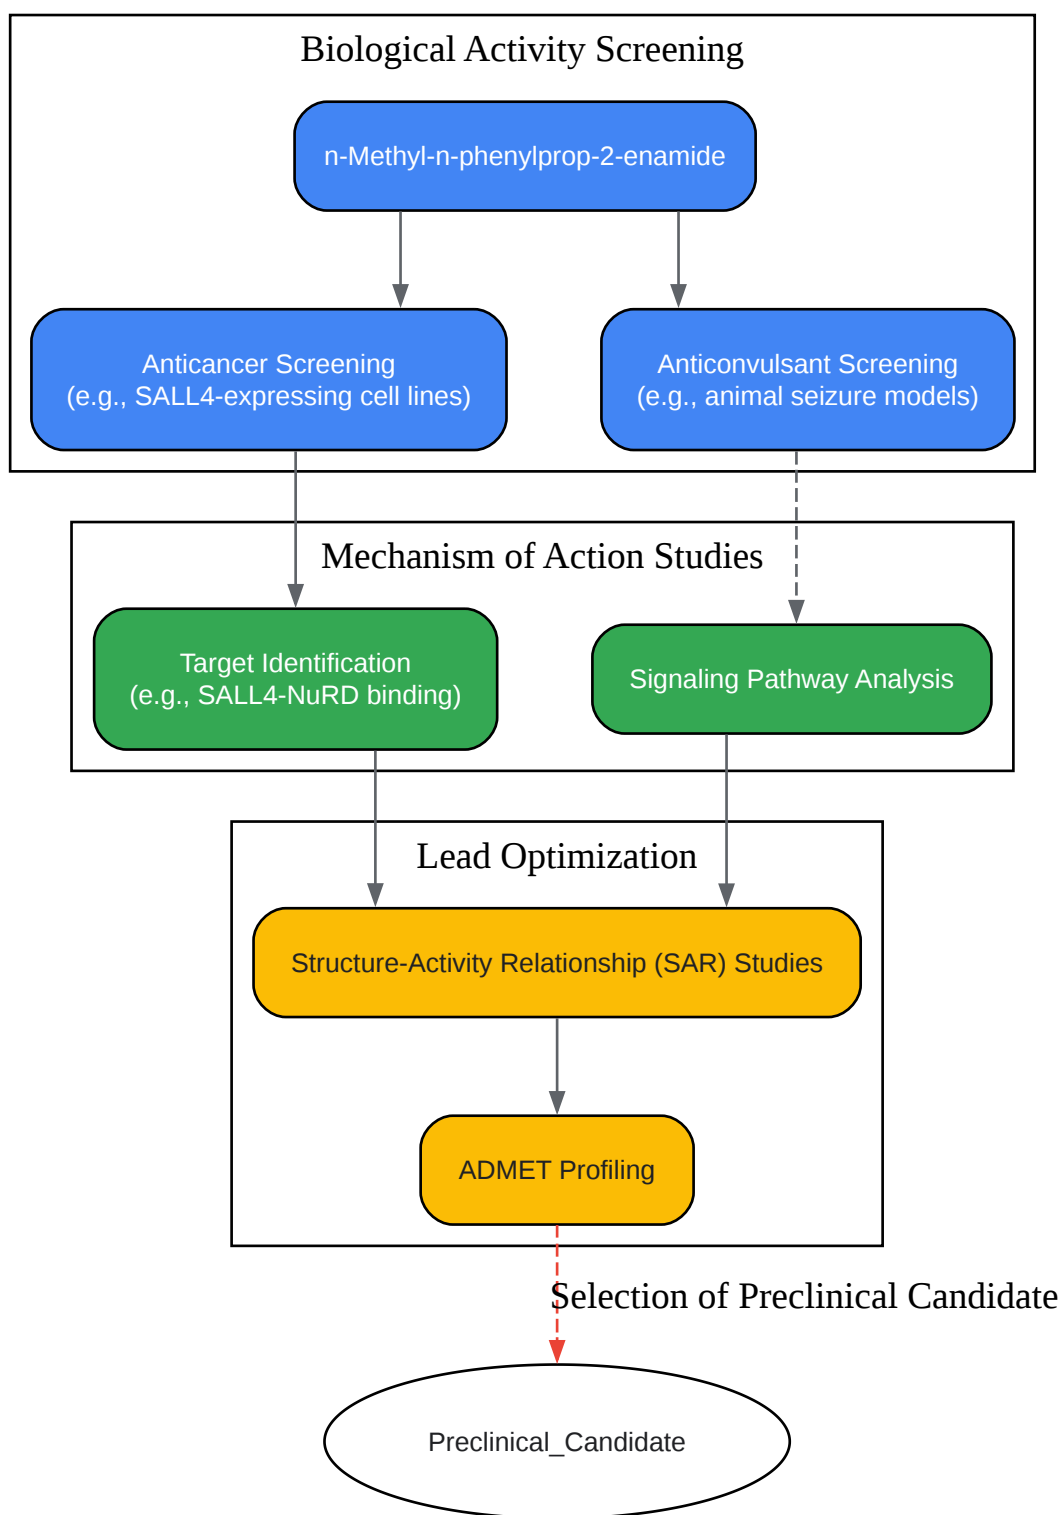 Biological Activity Screening
n-Methyl-n-phenylprop-2-enamide
Anticancer Screening
(e.g., SALL4-expressing cell lines)
Anticonvulsant Screening
(e.g., animal seizure models)
Mechanism of Action Studies
Target Identification
(e.g., SALL4-NuRD binding)
Signaling Pathway Analysis
Lead Optimization
Structure-Activity Relationship (SAR) Studies
ADMET Profiling
Selection of Preclinical Candidate
Preclinical_Candidate